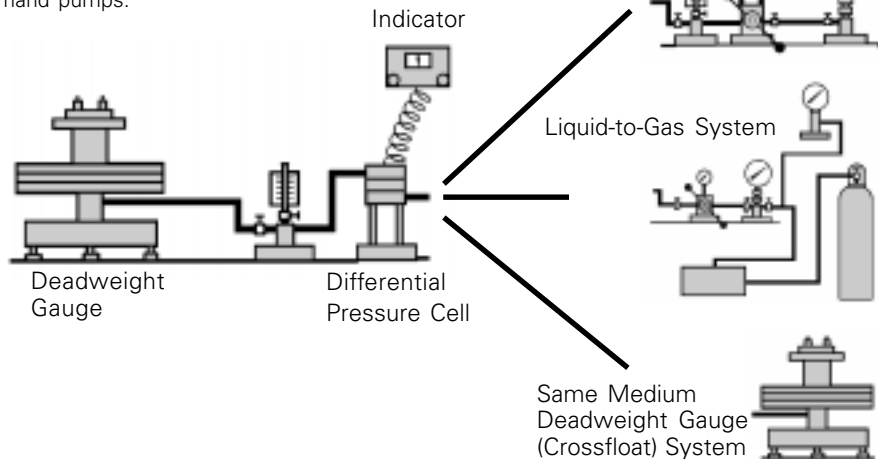 hand pumps.
Indicator
Liquid-to-Gas System
Deadweight
Gauge
Differential
Pressure Cell
Same Medium
Deadweight Gauge
(Crossfloat) System